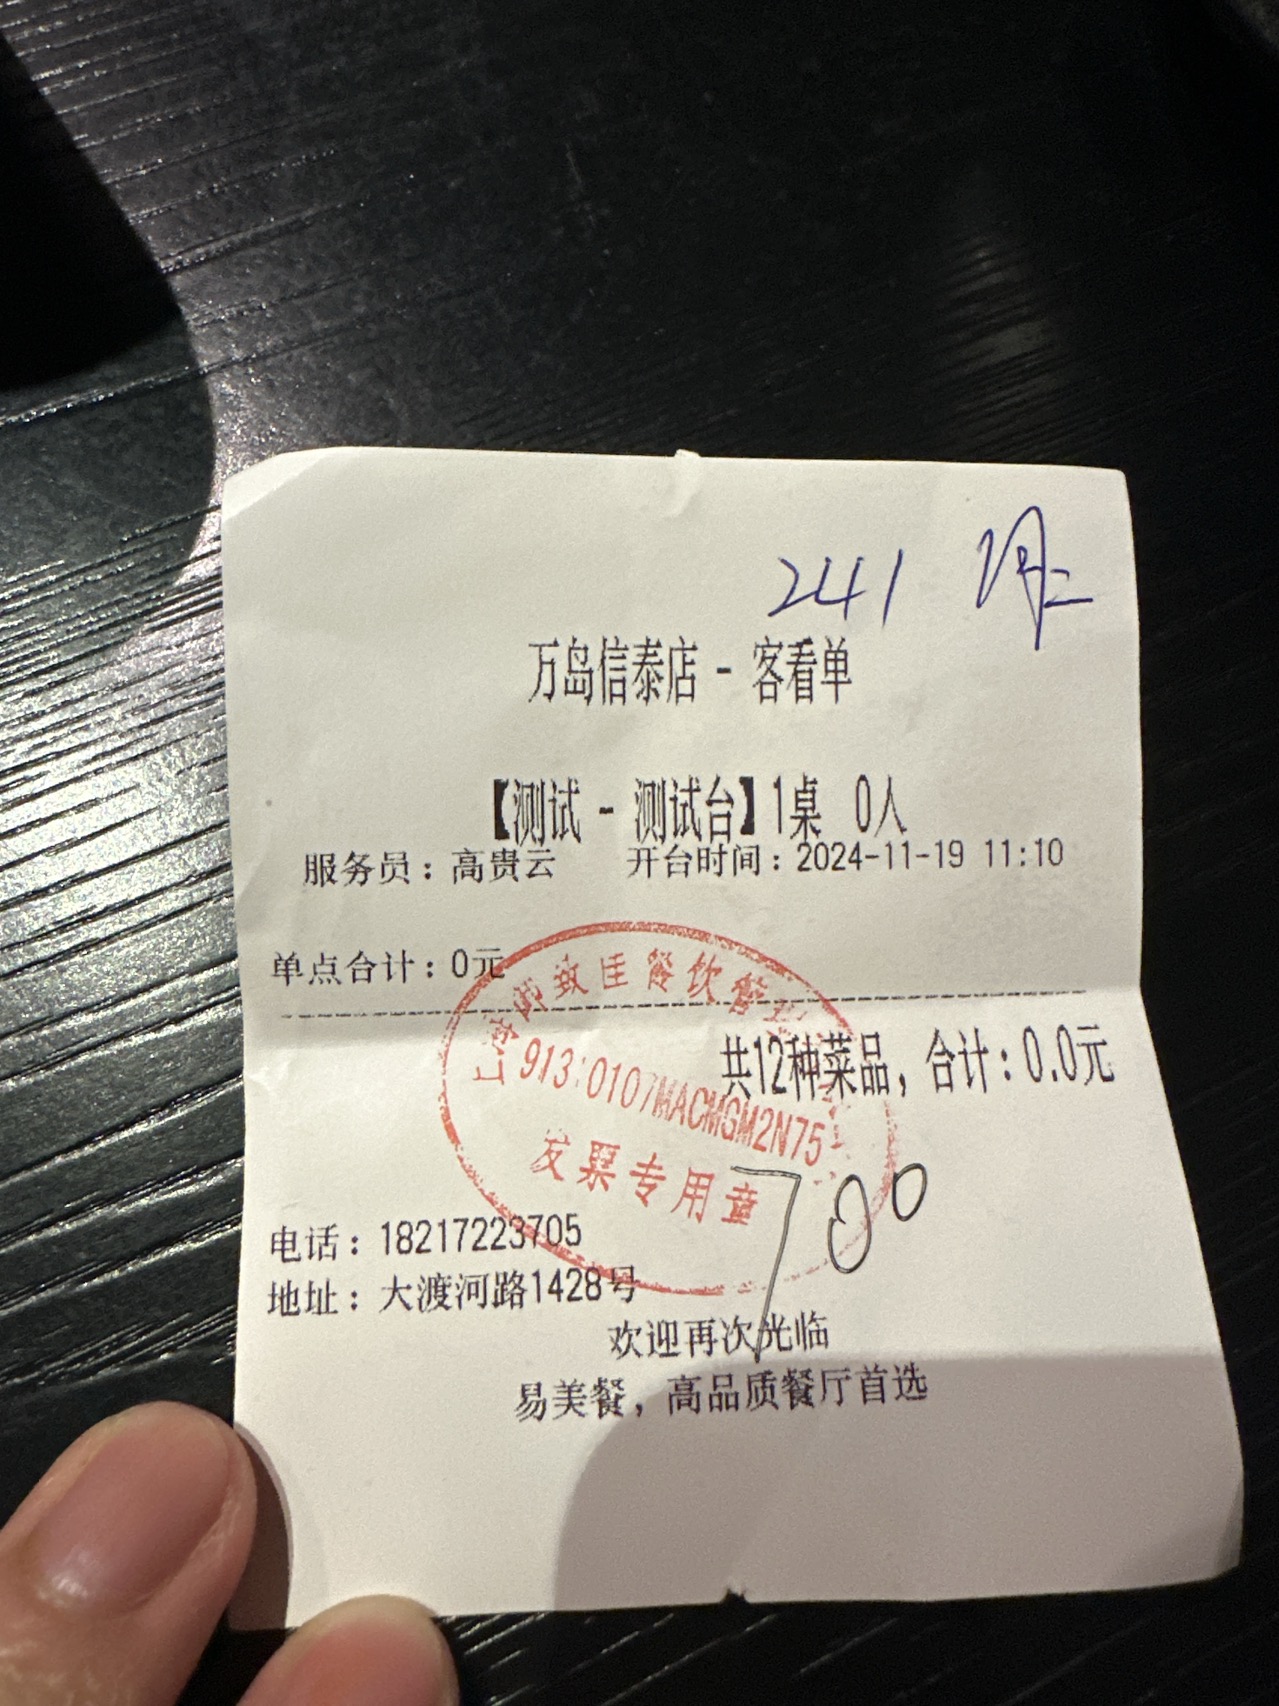 241
万岛信泰店 - 客看单
【测试 - 测试台】1桌 0人
服务员：高贵云 开台时间：2024-11-19 11:10
单点合计：0元
共12种菜品，合计：0.0元
餐饮管
91310107MACMGM2N75
发票专用章
700
电话：18217223705
地址：大渡河路1428号
欢迎再次光临
易美餐，高品质餐厅首选